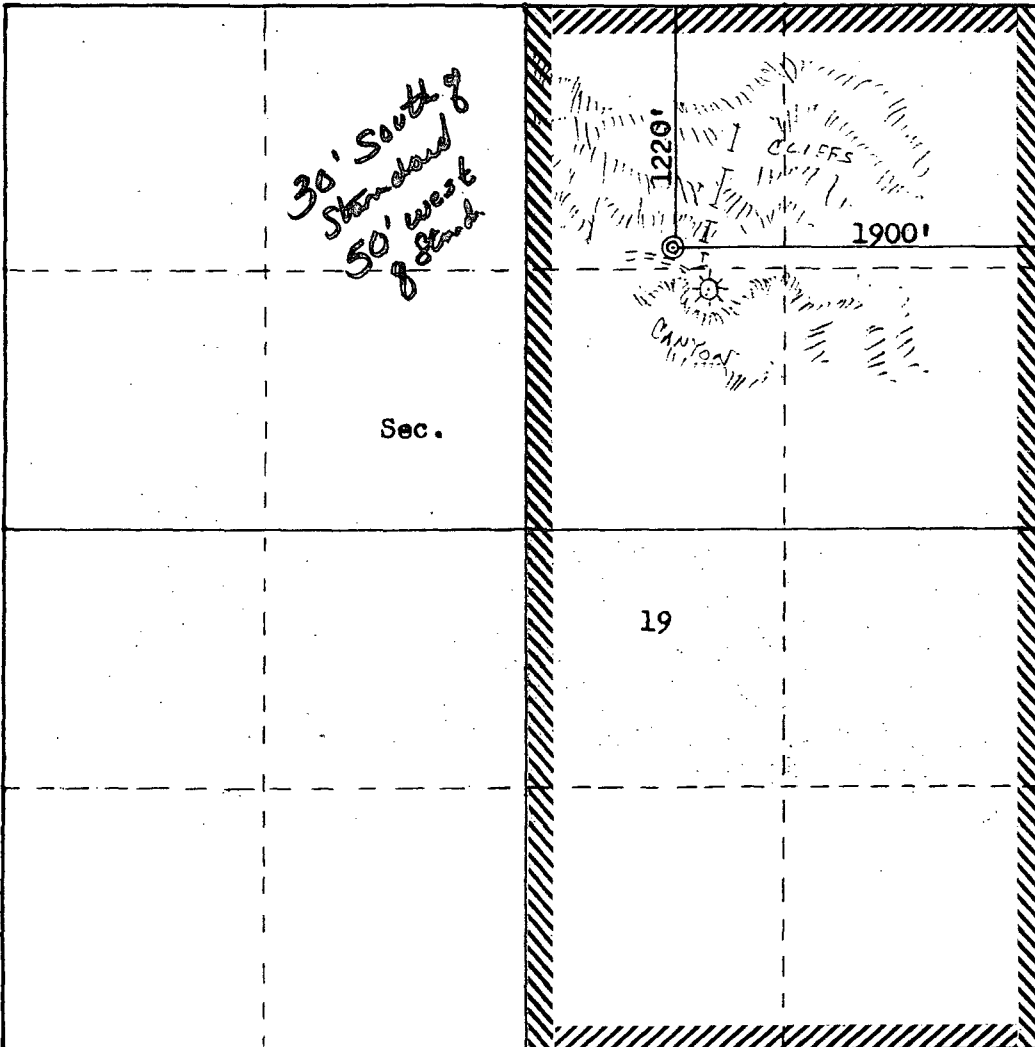 30' South of
Standard
50' west
of Stand.
1220'
CLIFFS
1900'
CANYON
Sec.
19